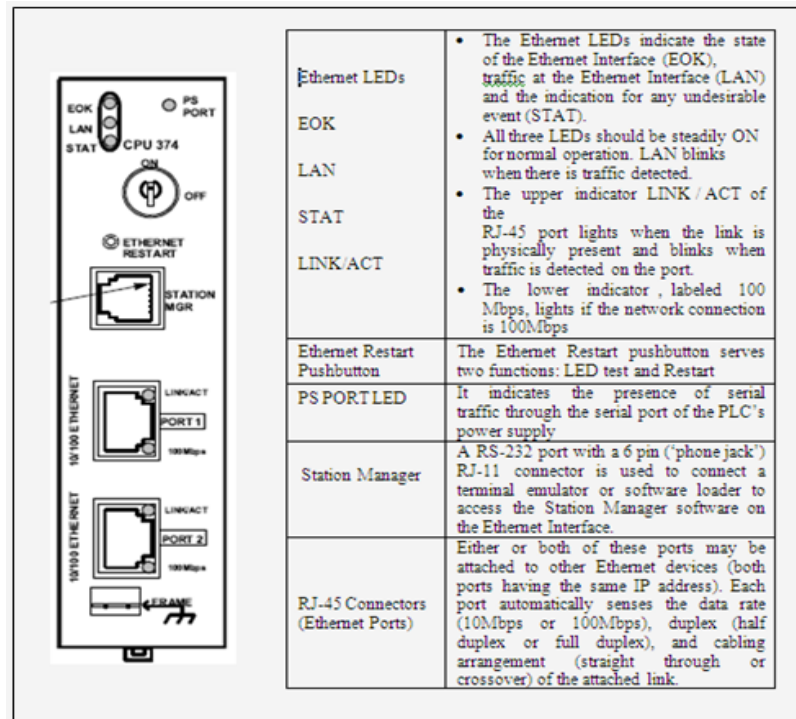 EOK
PS
PORT
LAN
STAT
CPU 374
ON
OFF
ETHERNET
RESTART
STATION
MGR
10/100 ETHERNET
LINK/ACT
PORT 1
100Mbps
10/100 ETHERNET
LINK/ACT
PORT 2
100Mbps
FRAME
Ethernet LEDs
EOK
LAN
STAT
LINK/ACT
• The Ethernet LEDs indicate the state
of the Ethernet Interface (EOK),
traffic at the Ethernet Interface (LAN)
and the indication for any undesirable
event (STAT).
• All three LEDs should be steadily ON
for normal operation. LAN blinks
when there is traffic detected.
• The upper indicator LINK / ACT of
the
RJ-45 port lights when the link is
physically present and blinks when
traffic is detected on the port.
• The lower indicator , labeled 100
Mbps, lights if the network connection
is 100Mbps
Ethernet Restart
Pushbutton
The Ethernet Restart pushbutton serves
two functions: LED test and Restart
PS PORT LED
It indicates the presence of serial
traffic through the serial port of the PLC's
power supply
Station Manager
A RS-232 port with a 6 pin ('phone jack')
RJ-11 connector is used to connect a
terminal emulator or software loader to
access the Station Manager software on
the Ethernet Interface.
RJ-45 Connectors
(Ethernet Ports)
Either or both of these ports may be
attached to other Ethernet devices (both
ports having the same IP address). Each
port automatically senses the data rate
(10Mbps or 100Mbps), duplex (half
duplex or full duplex), and cabling
arrangement (straight through or
crossover) of the attached link.